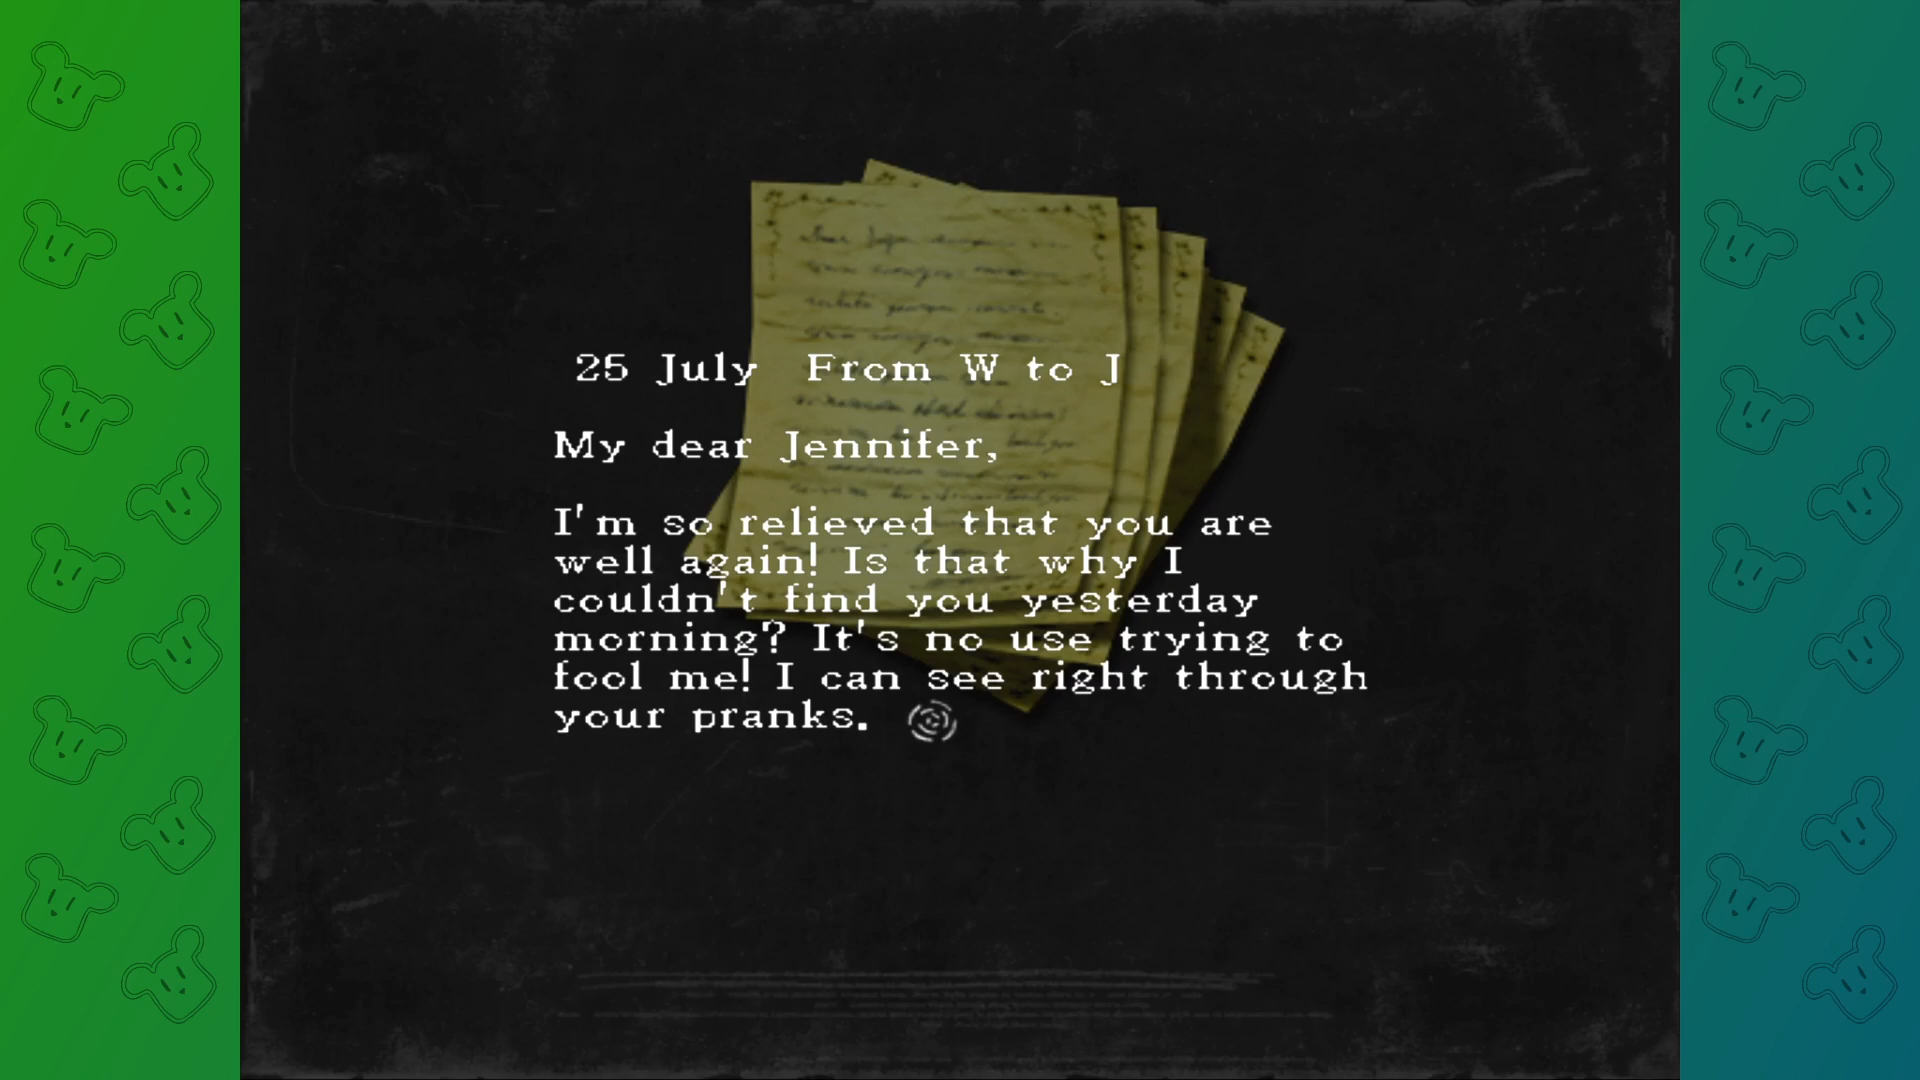 25 July From W to J
My dear Jennifer,
I'm so relieved that you are
well again! Is that why I
couldn't find you yesterday
morning? It's no use trying to
fool me! I can see right through
your pranks.